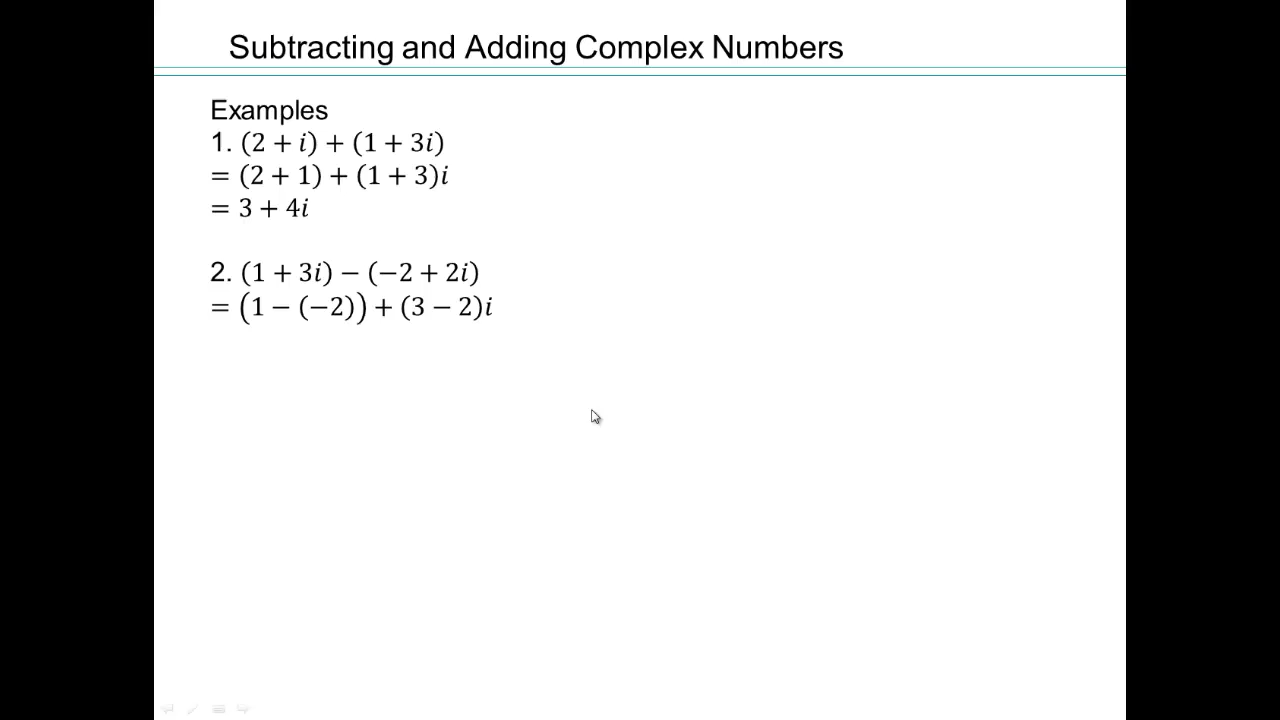 Subtracting and Adding Complex Numbers
Examples
1. (2 + i) + (1 + 3i)
= (2 + 1) + (1 + 3)i
= 3 + 4i
2. (1 + 3i) − (−2 + 2i)
= (1 − (−2)) + (3 − 2)i